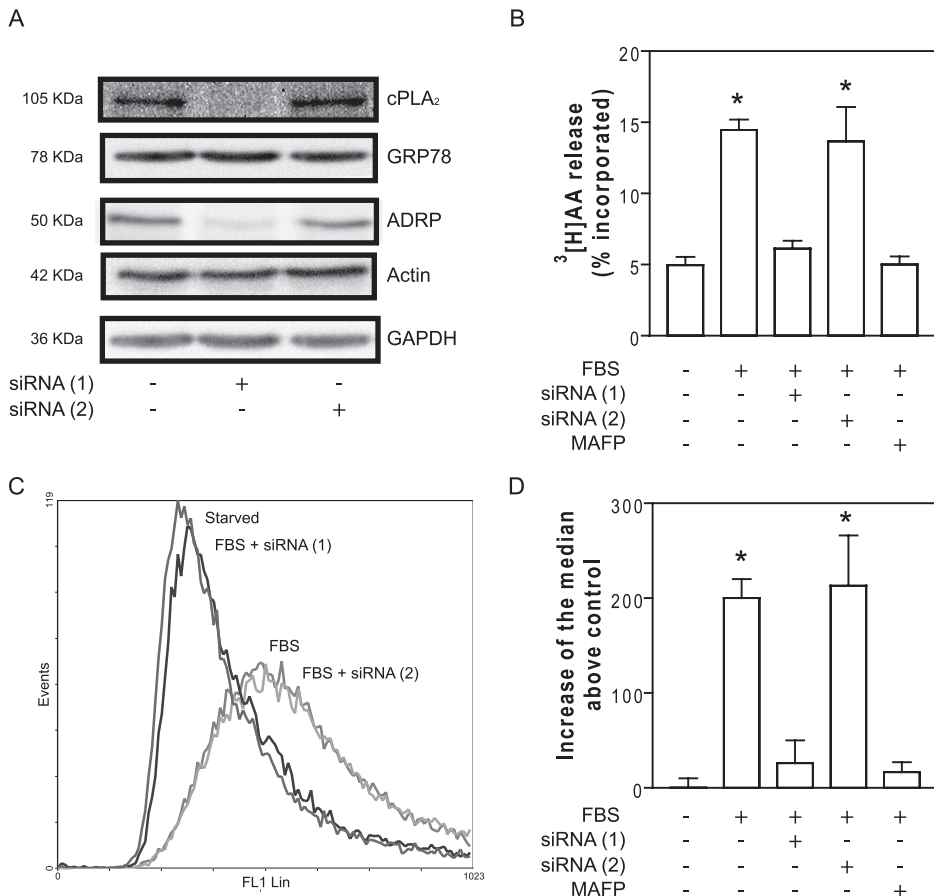 A
105 KDa cPLA₂
78 KDa GRP78
50 KDa ADRP
42 KDa Actin
36 KDa GAPDH
siRNA (1) - + -
siRNA (2) - - +
B
³[H]AA release
(% incorporated)
20
15
10
5
0
* *
FBS - + + + +
siRNA (1) - - + - -
siRNA (2) - - - + -
MAFP - - - - +
C
119
Events
0
Starved
FBS + siRNA (1)
FBS
FBS + siRNA (2)
0 FL1 Lin 1023
D
Increase of the median
above control
300
200
100
0
* *
FBS - + + + +
siRNA (1) - - + - -
siRNA (2) - - - + -
MAFP - - - - +